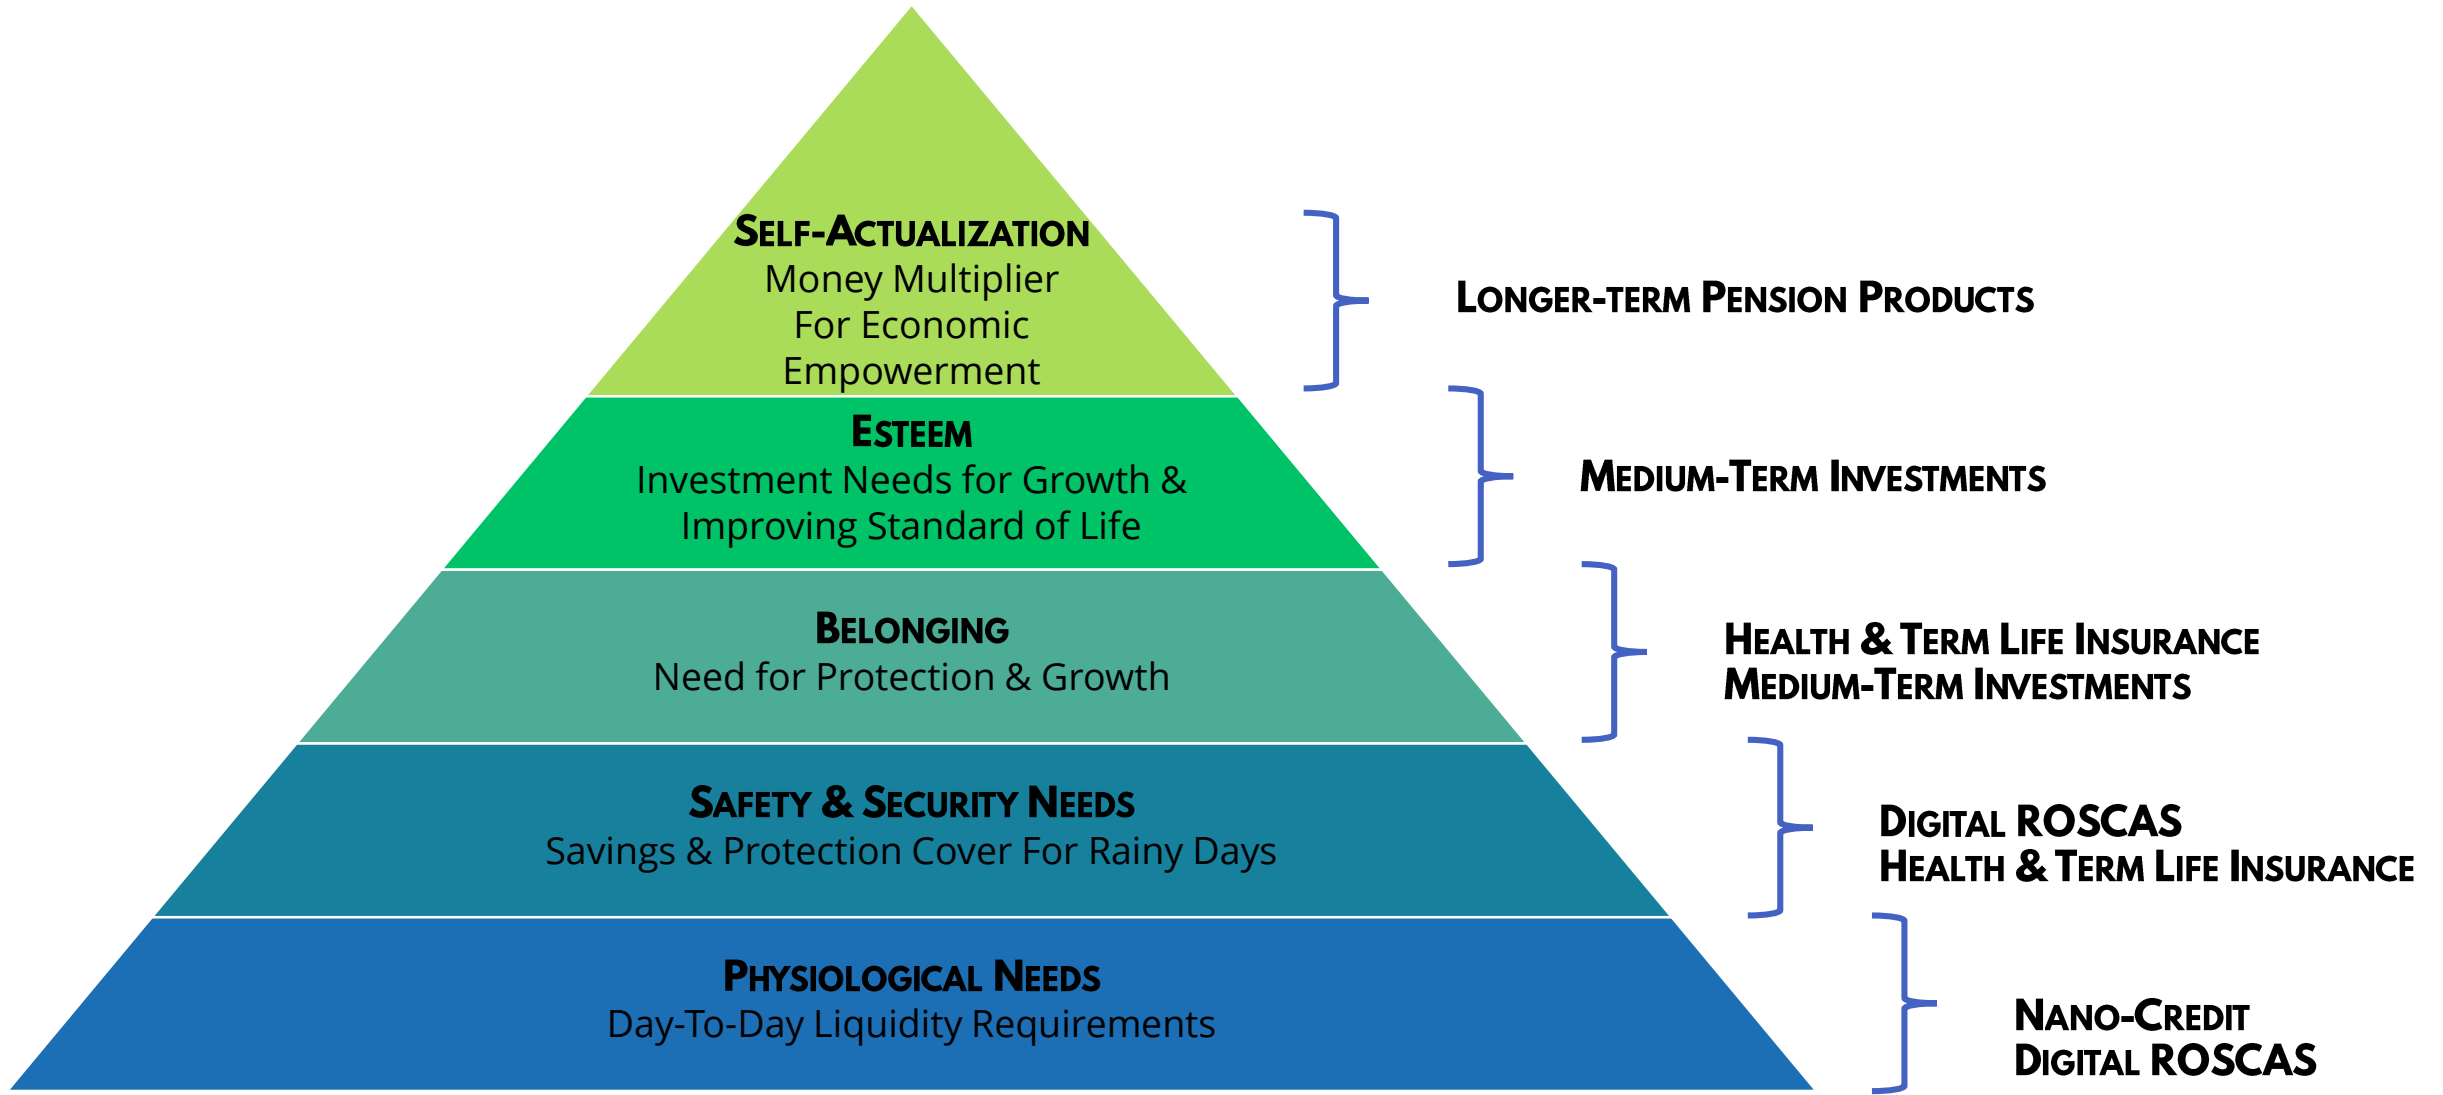 Self-Actualization
Money Multiplier
For Economic
Empowerment
Longer-term Pension Products
Esteem
Investment Needs for Growth &
Improving Standard of Life
Medium-Term Investments
Belonging
Need for Protection & Growth
Health & Term Life Insurance
Medium-Term Investments
Safety & Security Needs
Savings & Protection Cover For Rainy Days
Digital ROSCAS
Health & Term Life Insurance
Physiological Needs
Day-To-Day Liquidity Requirements
Nano-Credit
Digital ROSCAS